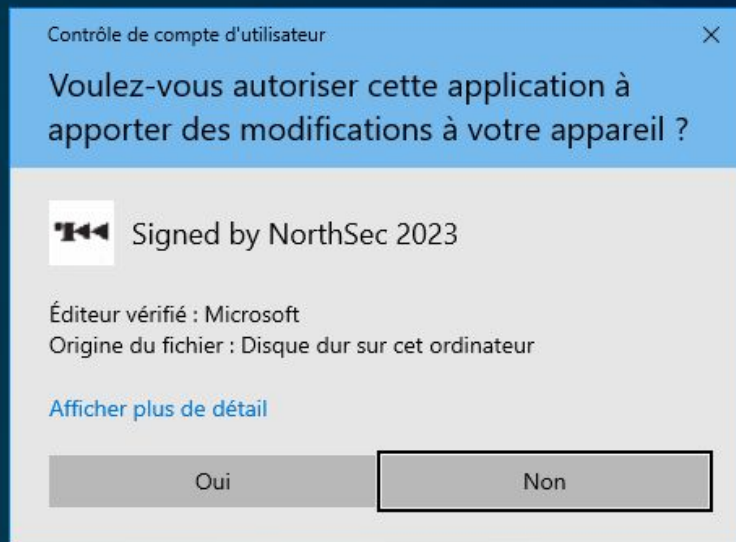 Contrôle de compte d'utilisateur
Voulez-vous autoriser cette application à
apporter des modifications à votre appareil ?
Signed by NorthSec 2023
Éditeur vérifié : Microsoft
Origine du fichier : Disque dur sur cet ordinateur
Afficher plus de détail
Oui
Non